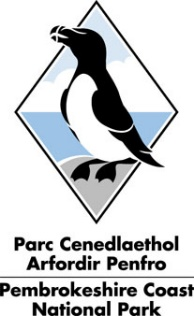 Parc Cenedlaethol
Arfordir Penfro
Pembrokeshire Coast
National Park